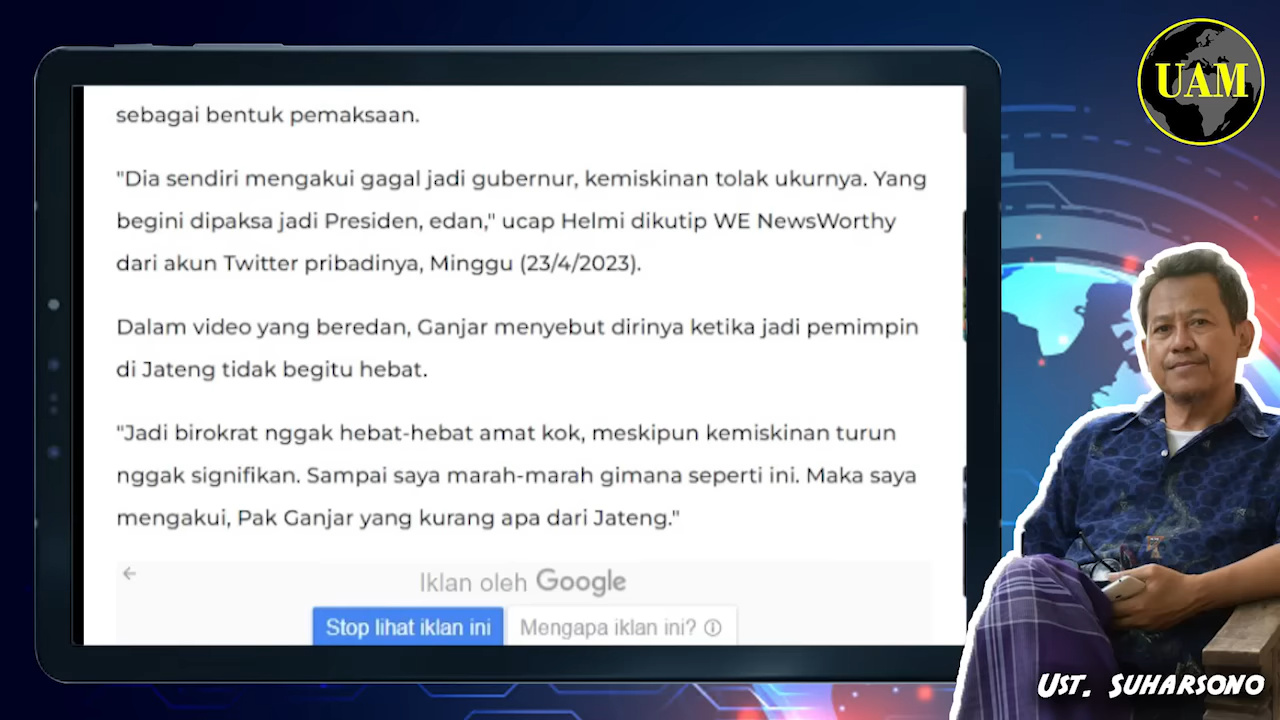 sebagai bentuk pemaksaan.
"Dia sendiri mengakui gagal jadi gubernur, kemiskinan tolak ukurnya. Yang
begini dipaksa jadi Presiden, edan," ucap Helmi dikutip WE NewsWorthy
dari akun Twitter pribadinya, Minggu (23/4/2023).
Dalam video yang beredan, Ganjar menyebut dirinya ketika jadi pemimpin
di Jateng tidak begitu hebat.
"Jadi birokrat nggak hebat-hebat amat kok, meskipun kemiskinan turun
nggak signifikan. Sampai saya marah-marah gimana seperti ini. Maka saya
mengakui, Pak Ganjar yang kurang apa dari Jateng."
Iklan oleh Google
Stop lihat iklan ini
Mengapa iklan ini?
UAM
UST. SUHARSONO